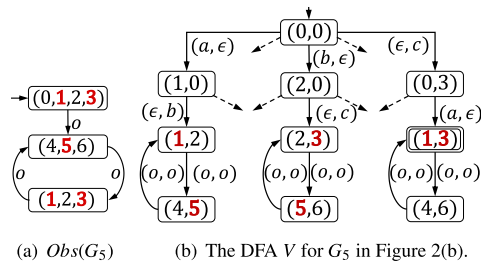 (0,0)
(a, ϵ) (b, ϵ) (ϵ, c)
(1,0) (2,0) (0,3)
(0,1,2,3)
(ϵ, b) (ϵ, c) (a, ϵ)
o
(1,2) (2,3) (1,3)
(4,5,6)
o o
(o, o) (o, o) (o, o) (o, o) (o, o) (o, o)
(1,2,3)
(4,5) (5,6) (4,6)
(a) Obs(G5) (b) The DFA V for G5 in Figure 2(b).